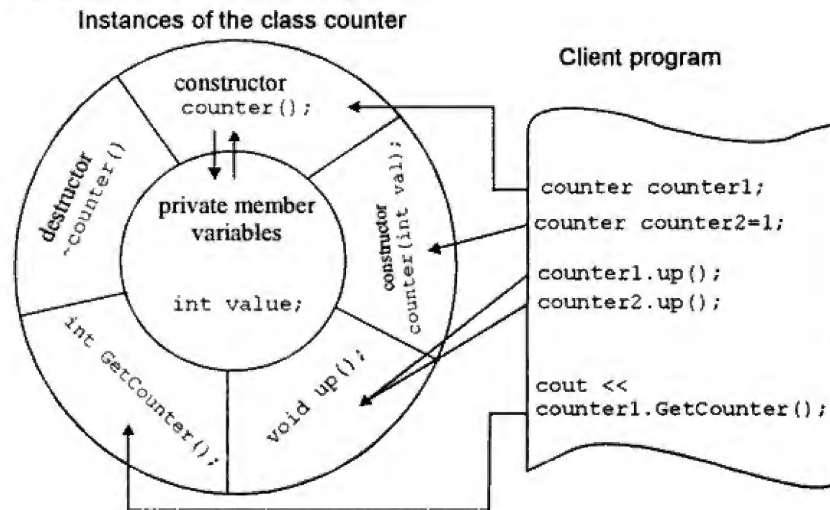 Instances of the class counter
Client program
constructor
counter();
destructor
~counter()
private member
variables
int value;
constructor
counter(int val);
int GetCounter();
void up();
counter counter1;
counter counter2=1;
counter1.up();
counter2.up();
cout <<
counter1.GetCounter();